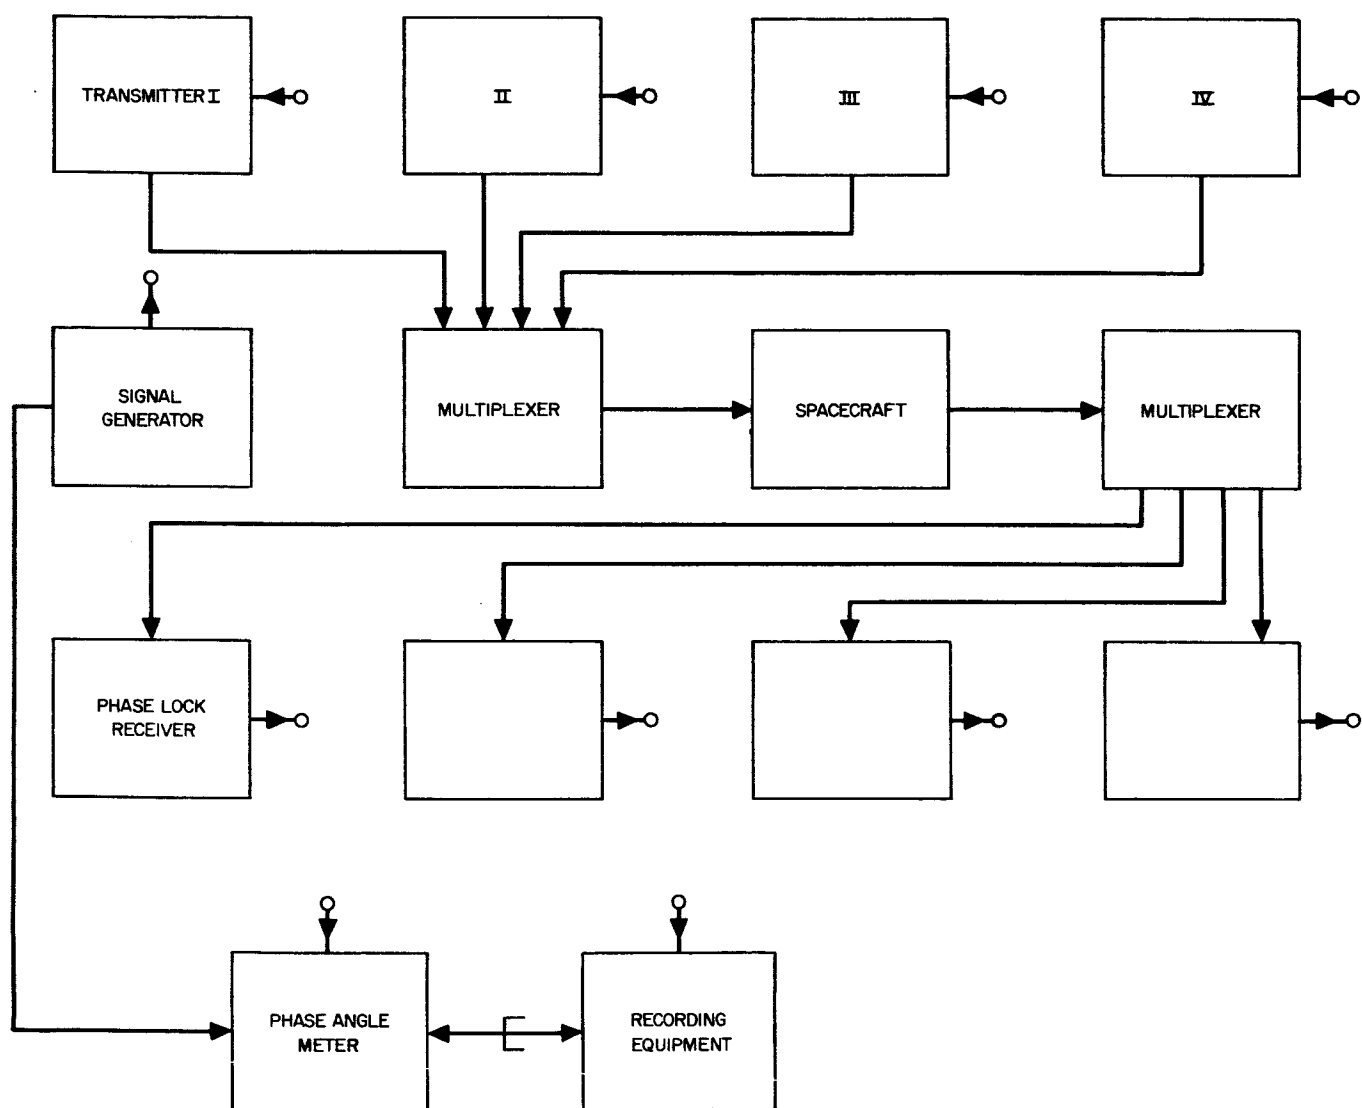 TRANSMITTER I
II
III
IV
SIGNAL
GENERATOR
MULTIPLEXER
SPACECRAFT
MULTIPLEXER
PHASE LOCK
RECEIVER
PHASE ANGLE
METER
RECORDING
EQUIPMENT